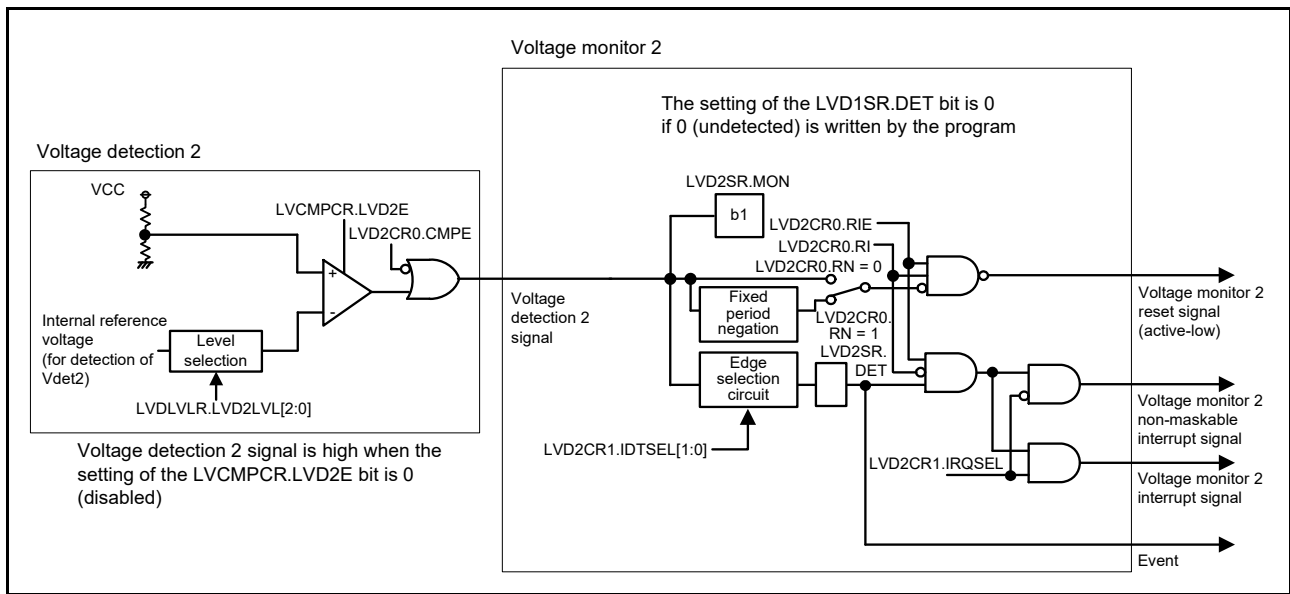 Voltage monitor 2
The setting of the LVD1SR.DET bit is 0
if 0 (undetected) is written by the program
Voltage detection 2
VCC
LVCMPCR.LVD2E
LVD2CR0.CMPE
+
-
Internal reference
voltage
(for detection of
Vdet2)
Level
selection
LVDLVLR.LVD2LVL[2:0]
Voltage detection 2 signal is high when the
setting of the LVCMPCR.LVD2E bit is 0
(disabled)
Voltage
detection 2
signal
LVD2SR.MON
b1
LVD2CR0.RIE
LVD2CR0.RI
LVD2CR0.RN = 0
Fixed
period
negation
LVD2CR0.
RN = 1
LVD2SR.
DET
Edge
selection
circuit
LVD2CR1.IDTSEL[1:0]
LVD2CR1.IRQSEL
Voltage monitor 2
reset signal
(active-low)
Voltage monitor 2
non-maskable
interrupt signal
Voltage monitor 2
interrupt signal
Event